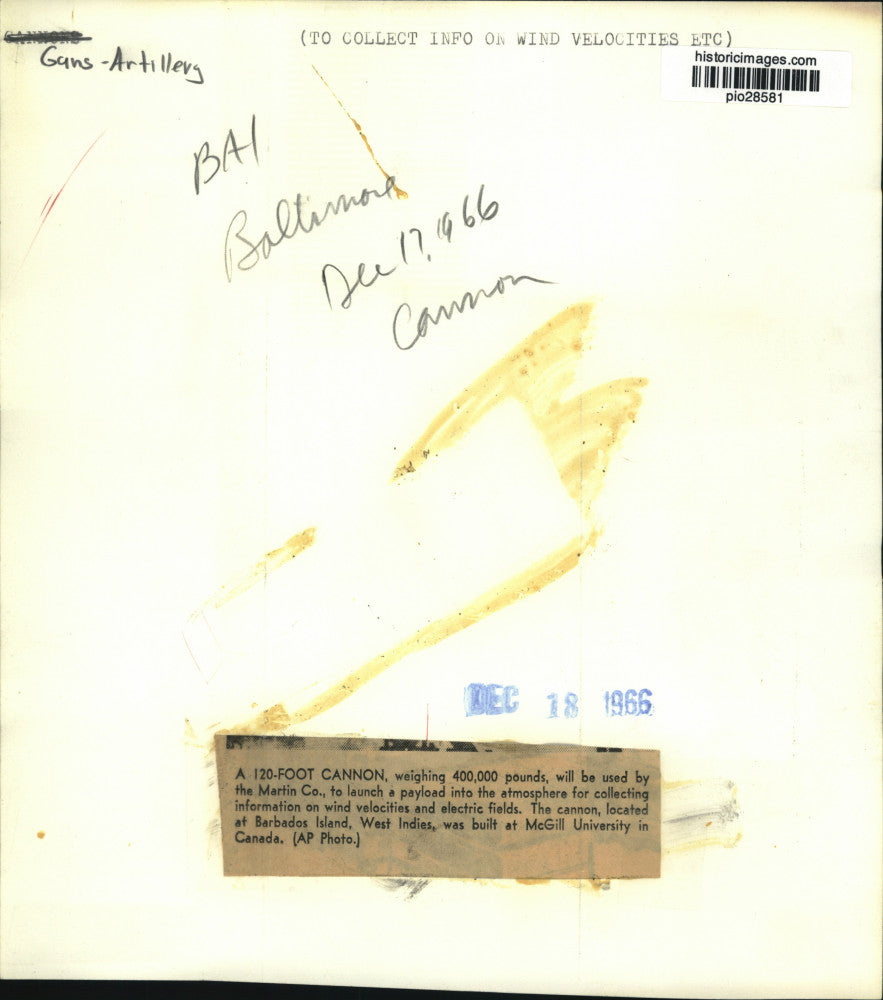 CANNONS
(TO COLLECT INFO ON WIND VELOCITIES ETC)
Guns - Artillery
historicimages.com
pio28581
BA1
Baltimore
Dec 17, 1966
Cannon
DEC 18 1966
A 120-FOOT CANNON, weighing 400,000 pounds, will be used by
the Martin Co., to launch a payload into the atmosphere for collecting
information on wind velocities and electric fields. The cannon, located
at Barbados Island, West Indies, was built at McGill University in
Canada. (AP Photo.)